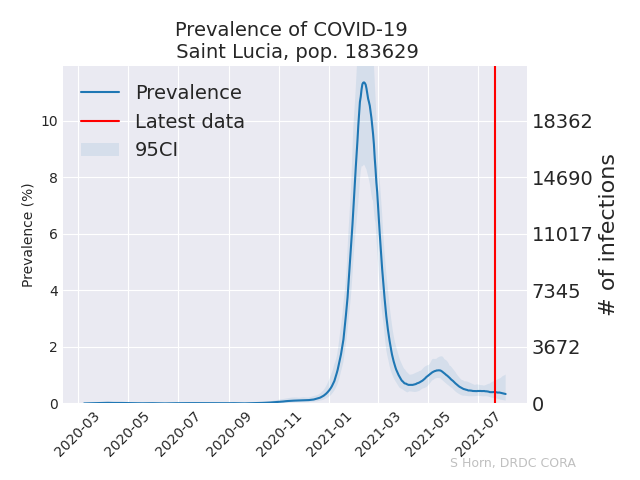 Prevalence of COVID-19
Saint Lucia, pop. 183629
Prevalence
Latest data
95CI
Prevalence (%)
10
8
6
4
2
0
18362
14690
11017
7345
3672
0
# of infections
2020-03
2020-05
2020-07
2020-09
2020-11
2021-01
2021-03
2021-05
2021-07
S Horn, DRDC CORA